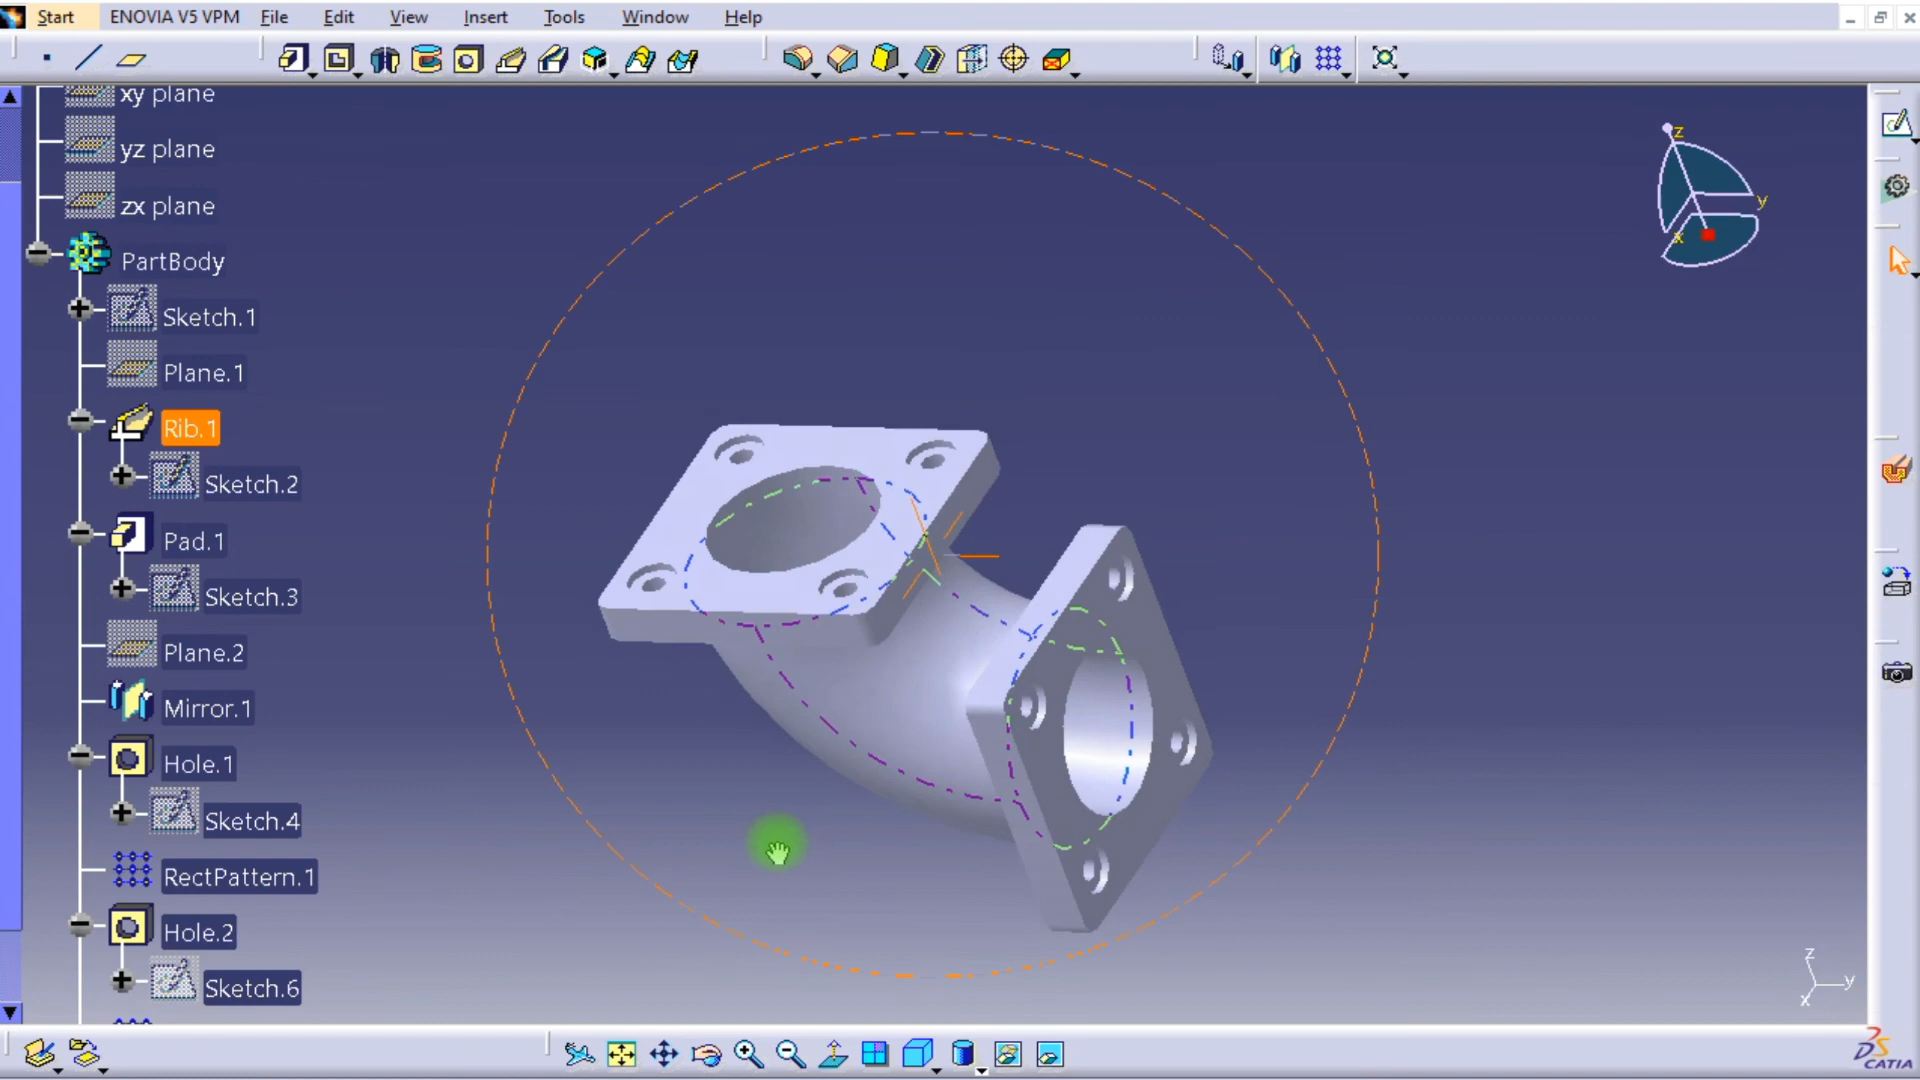 Start ENOVIA V5 VPM File Edit View Insert Tools Window Help
xy plane
yz plane
zx plane
PartBody
Sketch.1
Plane.1
Rib.1
Sketch.2
Pad.1
Sketch.3
Plane.2
Mirror.1
Hole.1
Sketch.4
RectPattern.1
Hole.2
Sketch.6
z
y
x
z
y
x
DS
CATIA